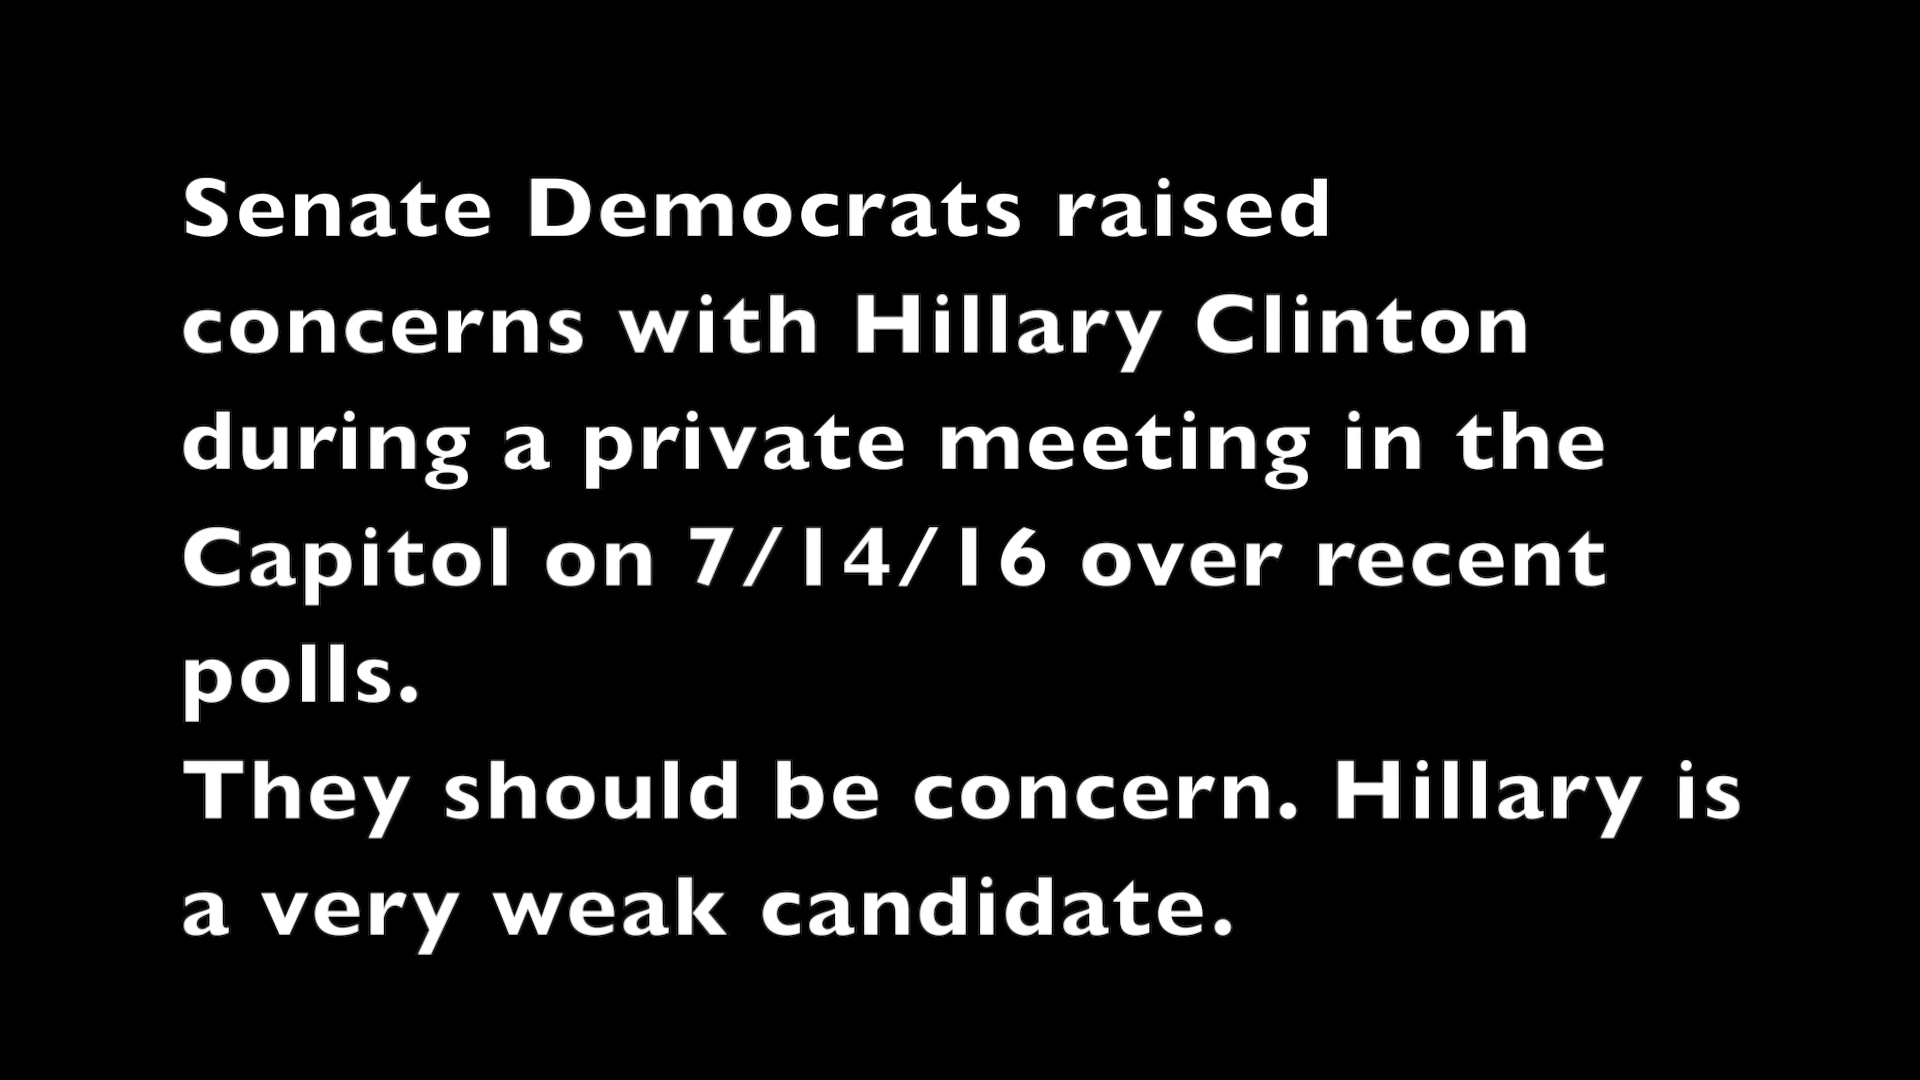 Senate Democrats raised
concerns with Hillary Clinton
during a private meeting in the
Capitol on 7/14/16 over recent
polls.
They should be concern. Hillary is
a very weak candidate.